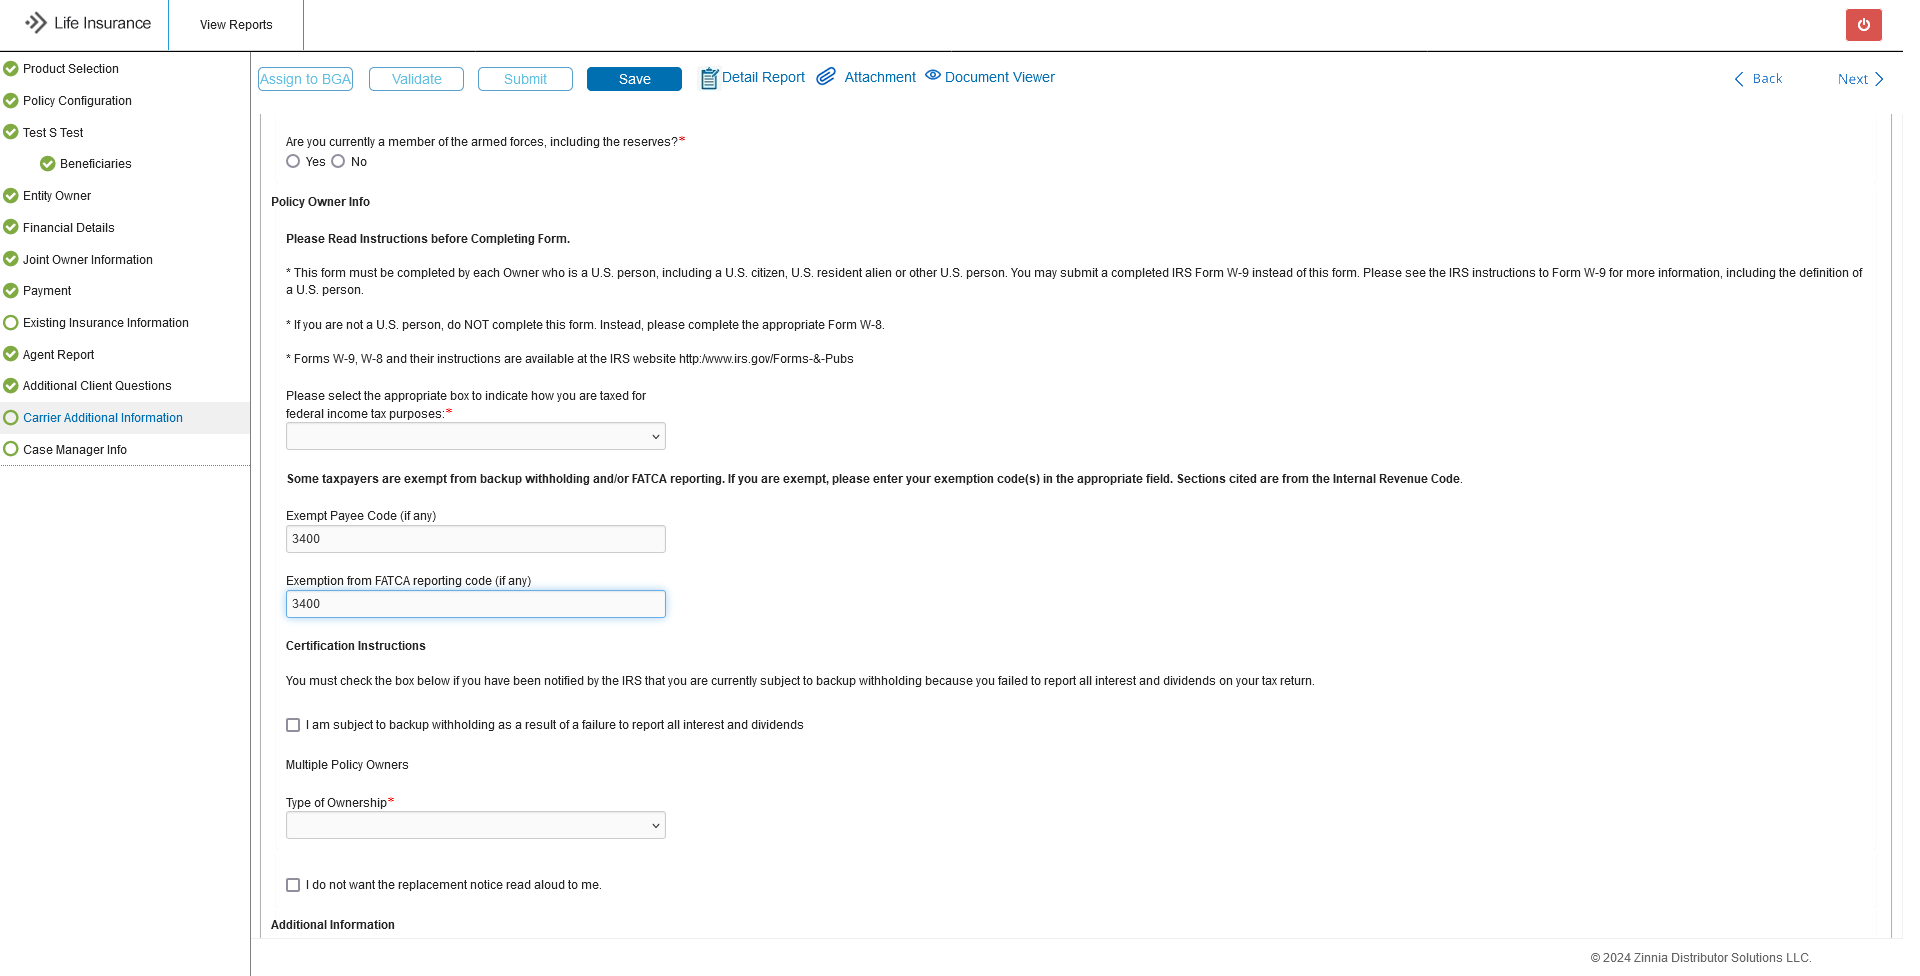 Life Insurance
View Reports
Product Selection
Policy Configuration
Test S Test
Beneficiaries
Entity Owner
Financial Details
Joint Owner Information
Payment
Existing Insurance Information
Agent Report
Additional Client Questions
Carrier Additional Information
Case Manager Info
Assign to BGA
Validate
Submit
Save
Detail Report
Attachment
Document Viewer
Back
Next
Are you currently a member of the armed forces, including the reserves?*
Yes No
Policy Owner Info
Please Read Instructions before Completing Form.
* This form must be completed by each Owner who is a U.S. person, including a U.S. citizen, U.S. resident alien or other U.S. person. You may submit a completed IRS Form W-9 instead of this form. Please see the IRS instructions to Form W-9 for more information, including the definition of
a U.S. person.
* If you are not a U.S. person, do NOT complete this form. Instead, please complete the appropriate Form W-8.
* Forms W-9, W-8 and their instructions are available at the IRS website http:/www.irs.gov/Forms-&-Pubs
Please select the appropriate box to indicate how you are taxed for
federal income tax purposes:*
Some taxpayers are exempt from backup withholding and/or FATCA reporting. If you are exempt, please enter your exemption code(s) in the appropriate field. Sections cited are from the Internal Revenue Code.
Exempt Payee Code (if any)
3400
Exemption from FATCA reporting code (if any)
3400
Certification Instructions
You must check the box below if you have been notified by the IRS that you are currently subject to backup withholding because you failed to report all interest and dividends on your tax return.
I am subject to backup withholding as a result of a failure to report all interest and dividends
Multiple Policy Owners
Type of Ownership*
I do not want the replacement notice read aloud to me.
Additional Information
© 2024 Zinnia Distributor Solutions LLC.